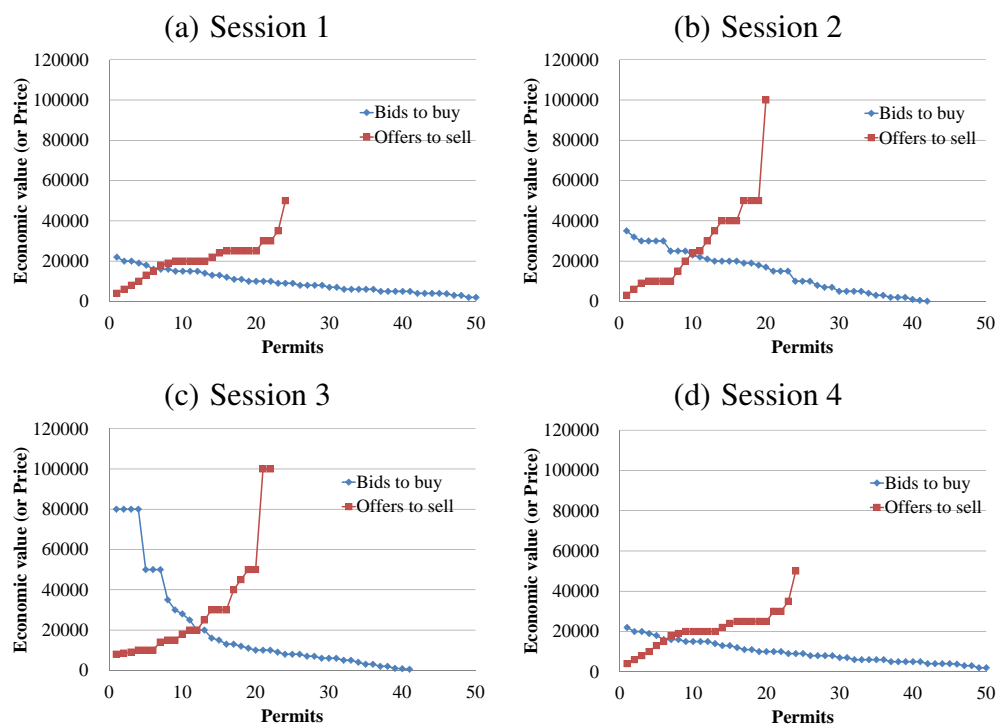 (a) Session 1
120000
100000
80000
60000
40000
20000
0
Economic value (or Price)
Bids to buy
Offers to sell
0 10 20 30 40 50
Permits
(b) Session 2
120000
100000
80000
60000
40000
20000
0
Economic value (or Price)
Bids to buy
Offers to sell
0 10 20 30 40 50
Permits
(c) Session 3
120000
100000
80000
60000
40000
20000
0
Economic value (or Price)
Bids to buy
Offers to sell
0 10 20 30 40 50
Permits
(d) Session 4
120000
100000
80000
60000
40000
20000
0
Economic value (or Price)
Bids to buy
Offers to sell
0 10 20 30 40 50
Permits